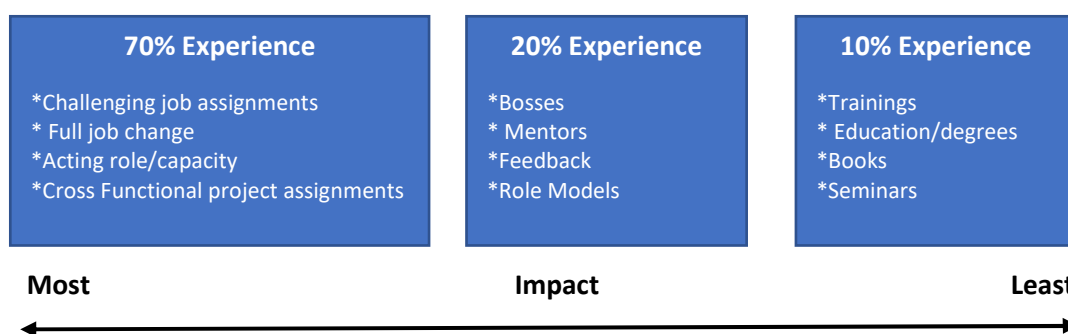 70% Experience
*Challenging job assignments
* Full job change
*Acting role/capacity
*Cross Functional project assignments
20% Experience
*Bosses
* Mentors
*Feedback
*Role Models
10% Experience
*Trainings
* Education/degrees
*Books
*Seminars
Most Impact Least